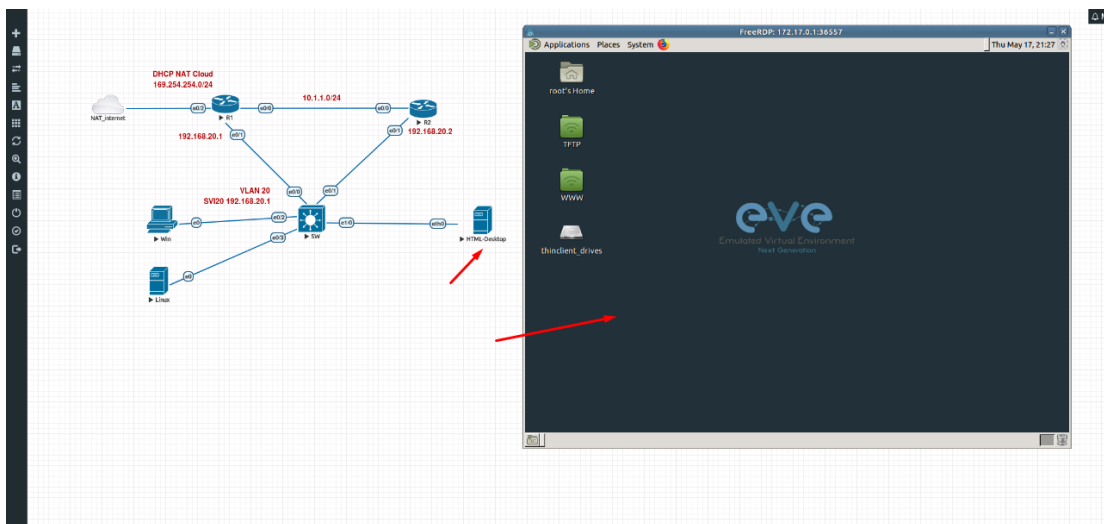 DHCP NAT Cloud
169.254.254.0/24
NAT_internet
e0/2
R1
e0/0
10.1.1.0/24
e0/0
R2
192.168.20.1
e0/1
e0/1
192.168.20.2
VLAN 20
SVI20 192.168.20.1
e0/0
e0/1
Win
e0
e0/2
SW
e1/0
eth0
HTML-Desktop
e0/3
Linux
e0
FreeRDP: 172.17.0.1:36557
Applications Places System
Thu May 17, 21:27
root's Home
TFTP
WWW
thinclient_drives
eve
Emulated Virtual Environment
Next Generation